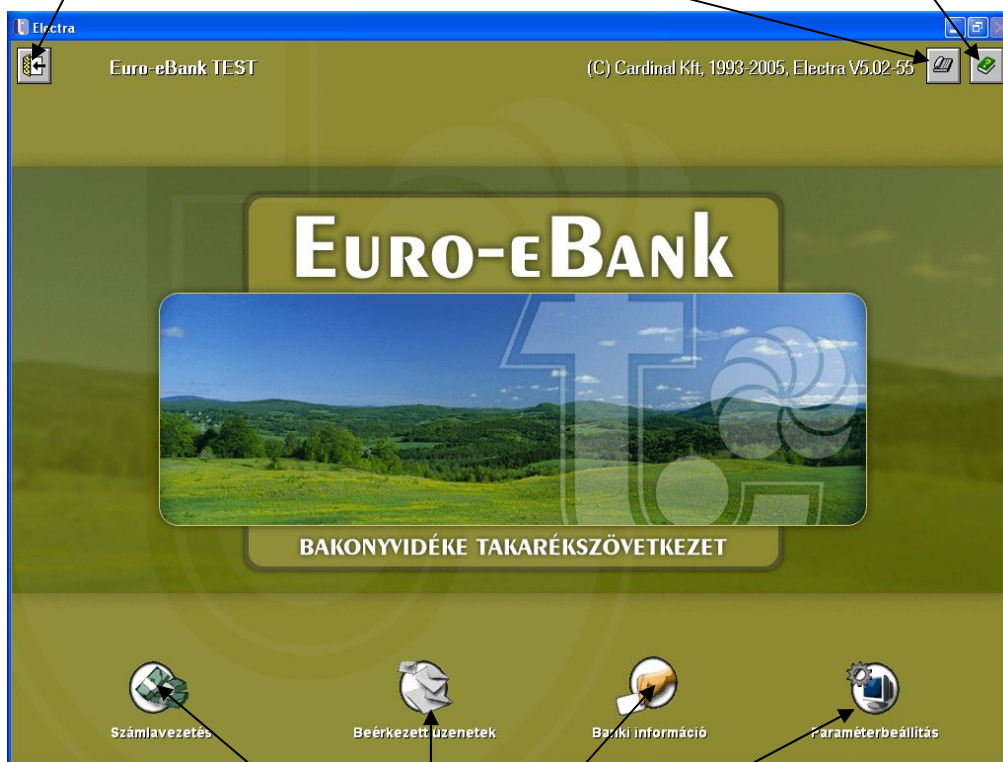 Electra
Euro-eBank TEST
(C) Cardinal Kft, 1993-2005, Electra V5.02-55
EURO-EBANK
BAKONYVIDÉKE TAKARÉKSZÖVETKEZET
Számlavezetés
Beérkezett üzenetek
Banki információ
Paraméterbeállítás